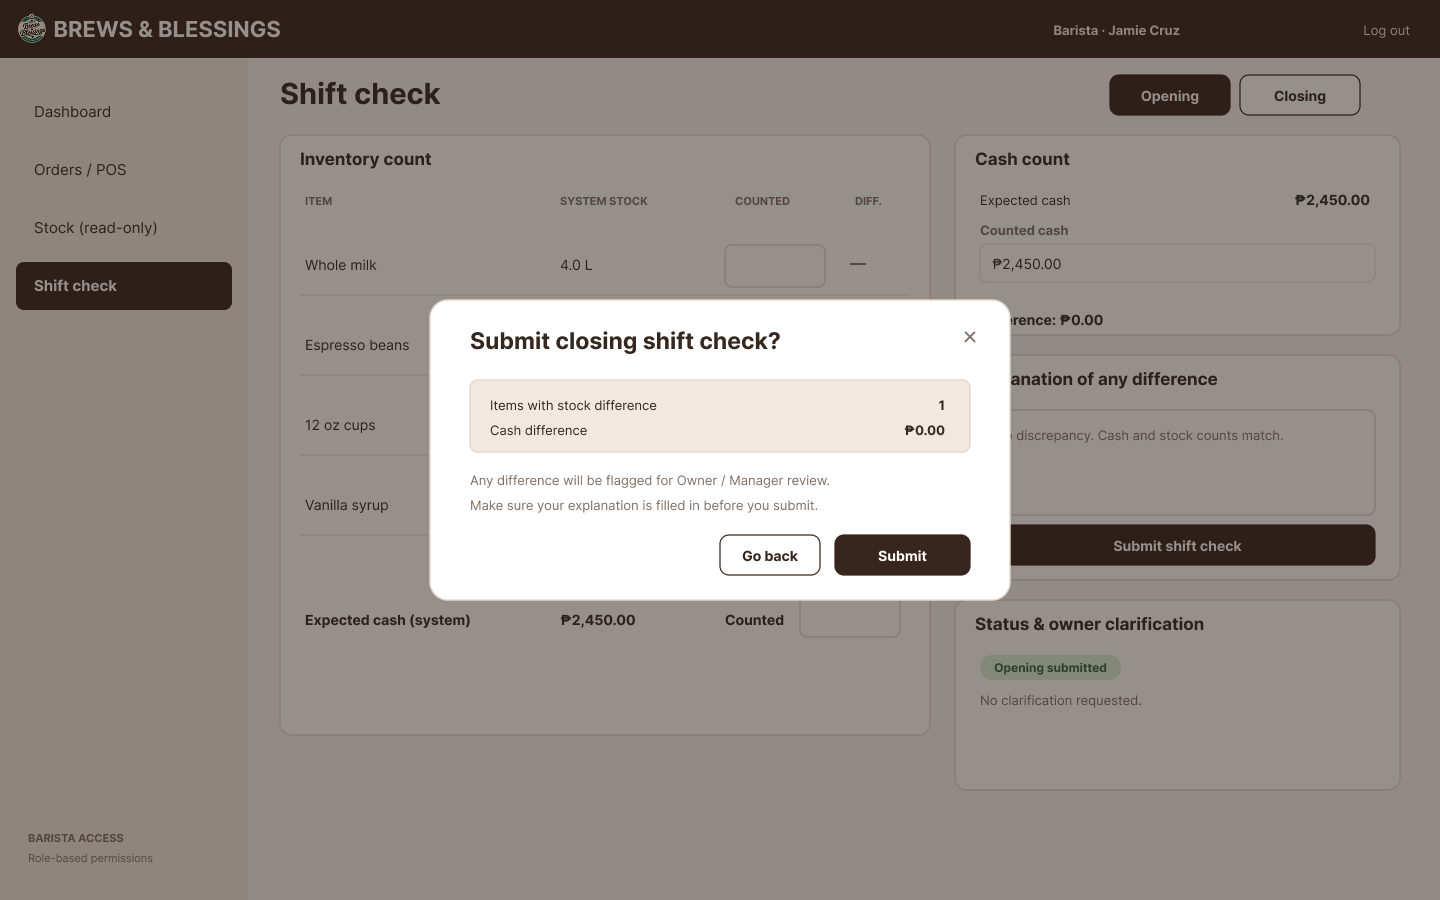 BREWS & BLESSINGS
Barista · Jamie Cruz
Log out
Dashboard
Orders / POS
Stock (read-only)
Shift check
BARISTA ACCESS
Role-based permissions
Shift check
Opening
Closing
Inventory count
ITEM SYSTEM STOCK COUNTED DIFF.
Whole milk 4.0 L —
Espresso beans
12 oz cups
Vanilla syrup
Expected cash (system) ₱2,450.00 Counted
Cash count
Expected cash ₱2,450.00
Counted cash
₱2,450.00
erence: ₱0.00
anation of any difference
discrepancy. Cash and stock counts match.
Submit shift check
Status & owner clarification
Opening submitted
No clarification requested.
Submit closing shift check?
×
Items with stock difference 1
Cash difference ₱0.00
Any difference will be flagged for Owner / Manager review.
Make sure your explanation is filled in before you submit.
Go back
Submit